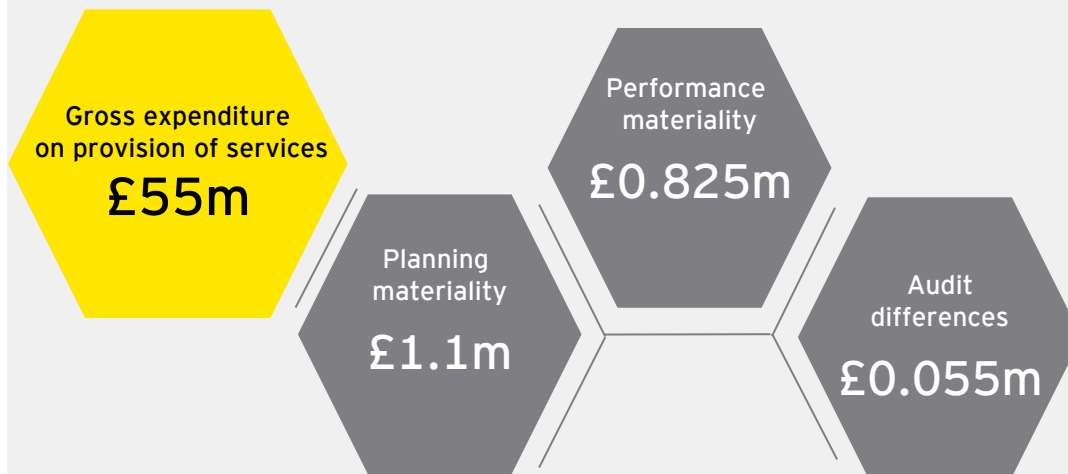 Gross expenditure
on provision of services
£55m
Planning
materiality
£1.1m
Performance
materiality
£0.825m
Audit
differences
£0.055m